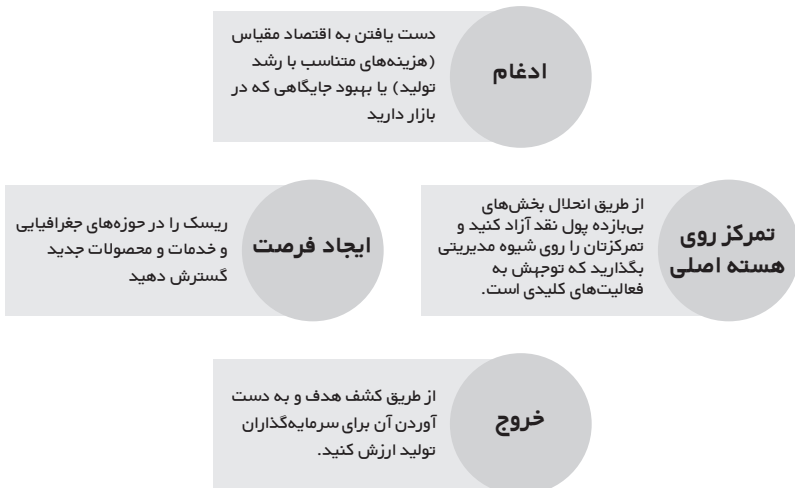 ادغام
دست یافتن به اقتصاد مقیاس
(هزینه‌های متناسب با رشد
تولید) یا بهبود جایگاهی که در
بازار دارید
تمرکز روی
هسته اصلی
از طریق انحلال بخش‌های
بی‌بازده پول نقد آزاد کنید و
تمرکزتان را روی شیوه مدیریتی
بگذارید که توجهش به
فعالیت‌های کلیدی است.
ایجاد فرصت
ریسک را در حوزه‌های جغرافیایی
و خدمات و محصولات جدید
گسترش دهید
خروج
از طریق کشف هدف و به دست
آوردن آن برای سرمایه‌گذاران
تولید ارزش کنید.